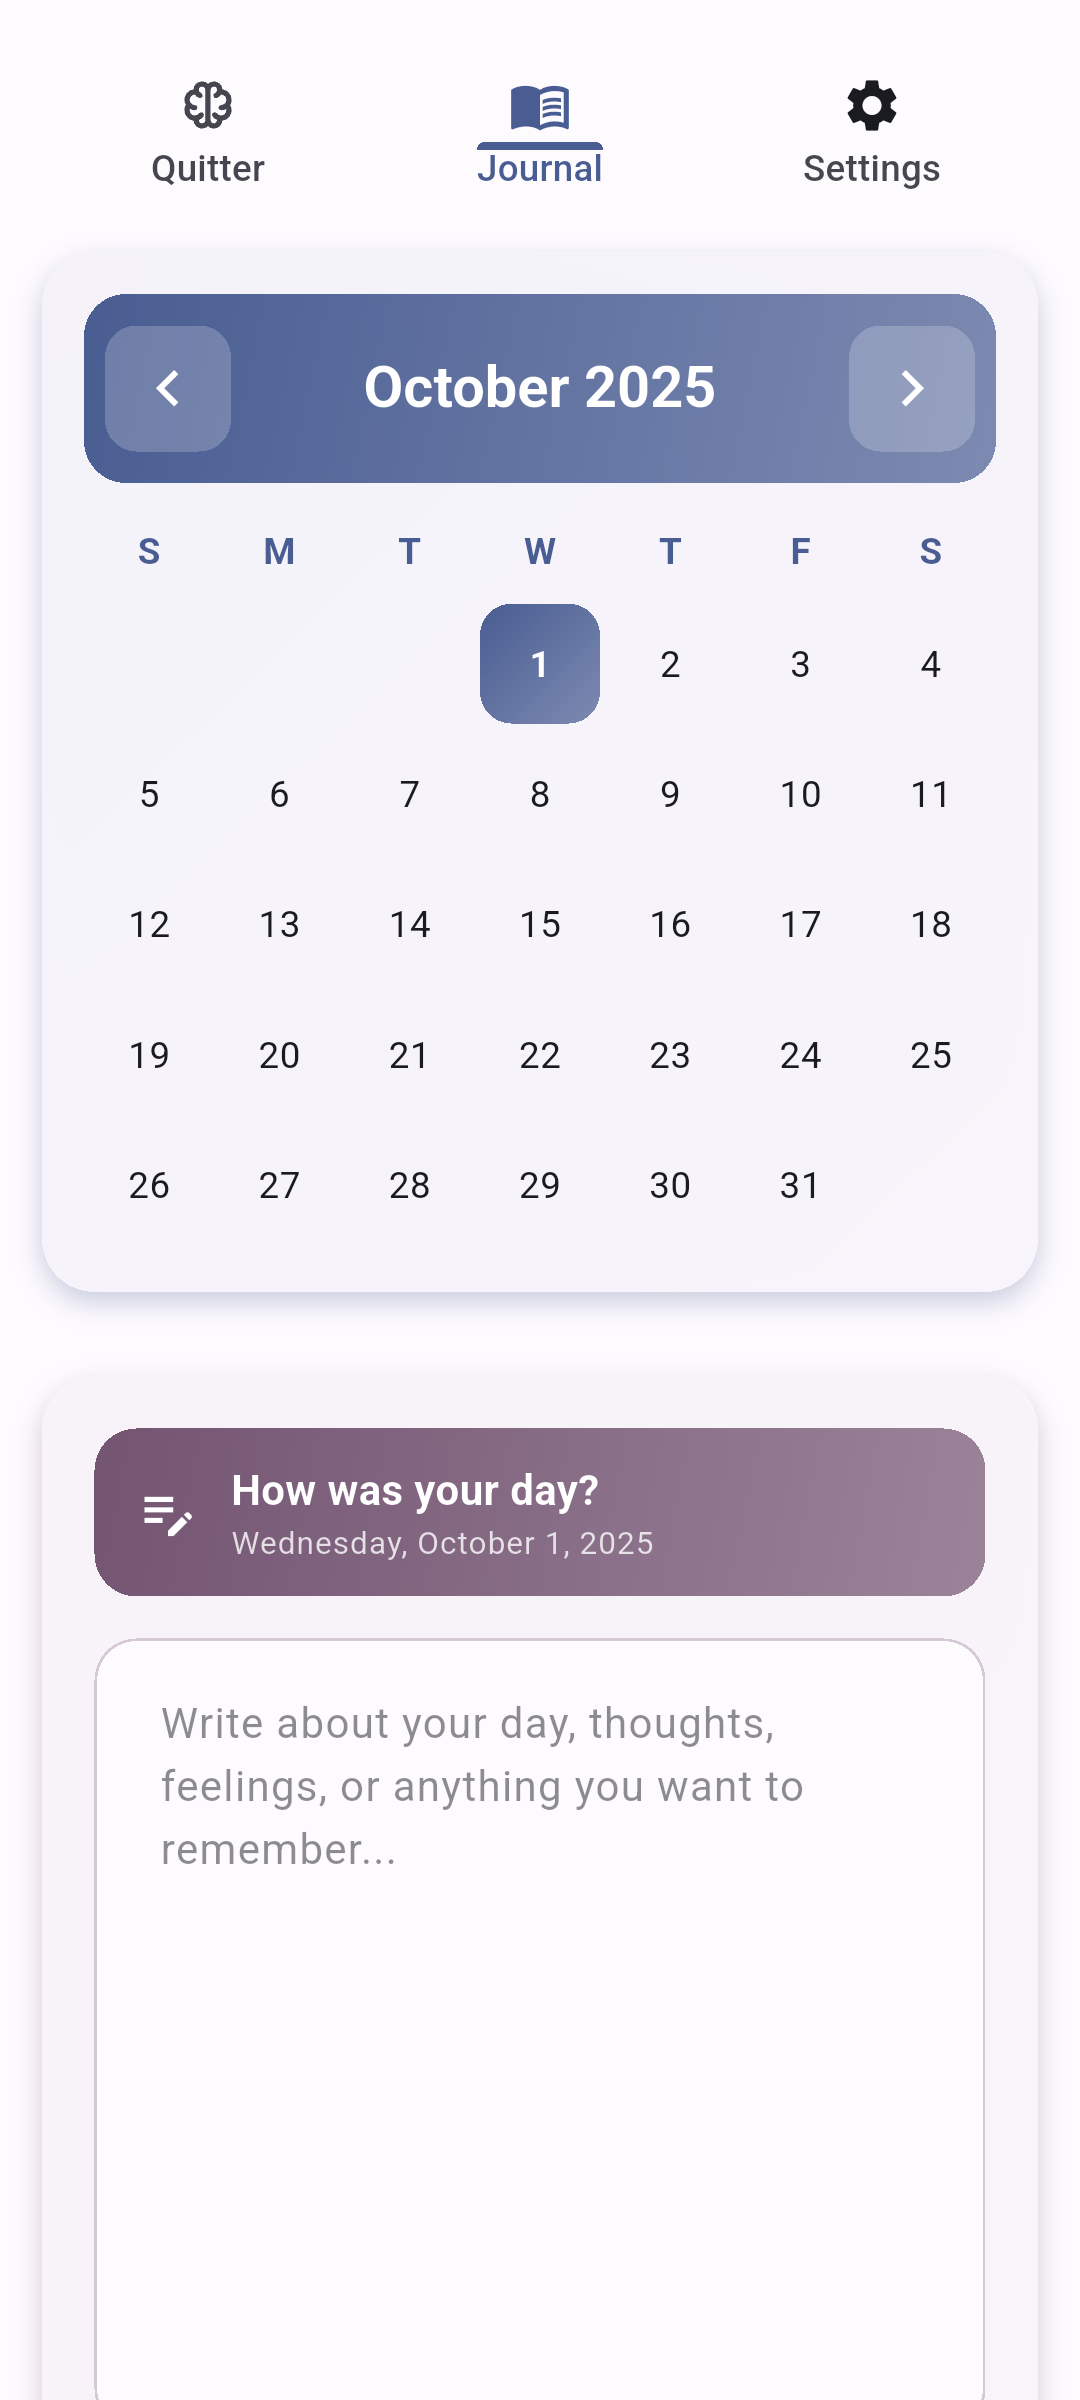 Quitter Journal Settings
October 2025
S M T W T F S
1 2 3 4
5 6 7 8 9 10 11
12 13 14 15 16 17 18
19 20 21 22 23 24 25
26 27 28 29 30 31
How was your day?
Wednesday, October 1, 2025
Write about your day, thoughts,
feelings, or anything you want to
remember...